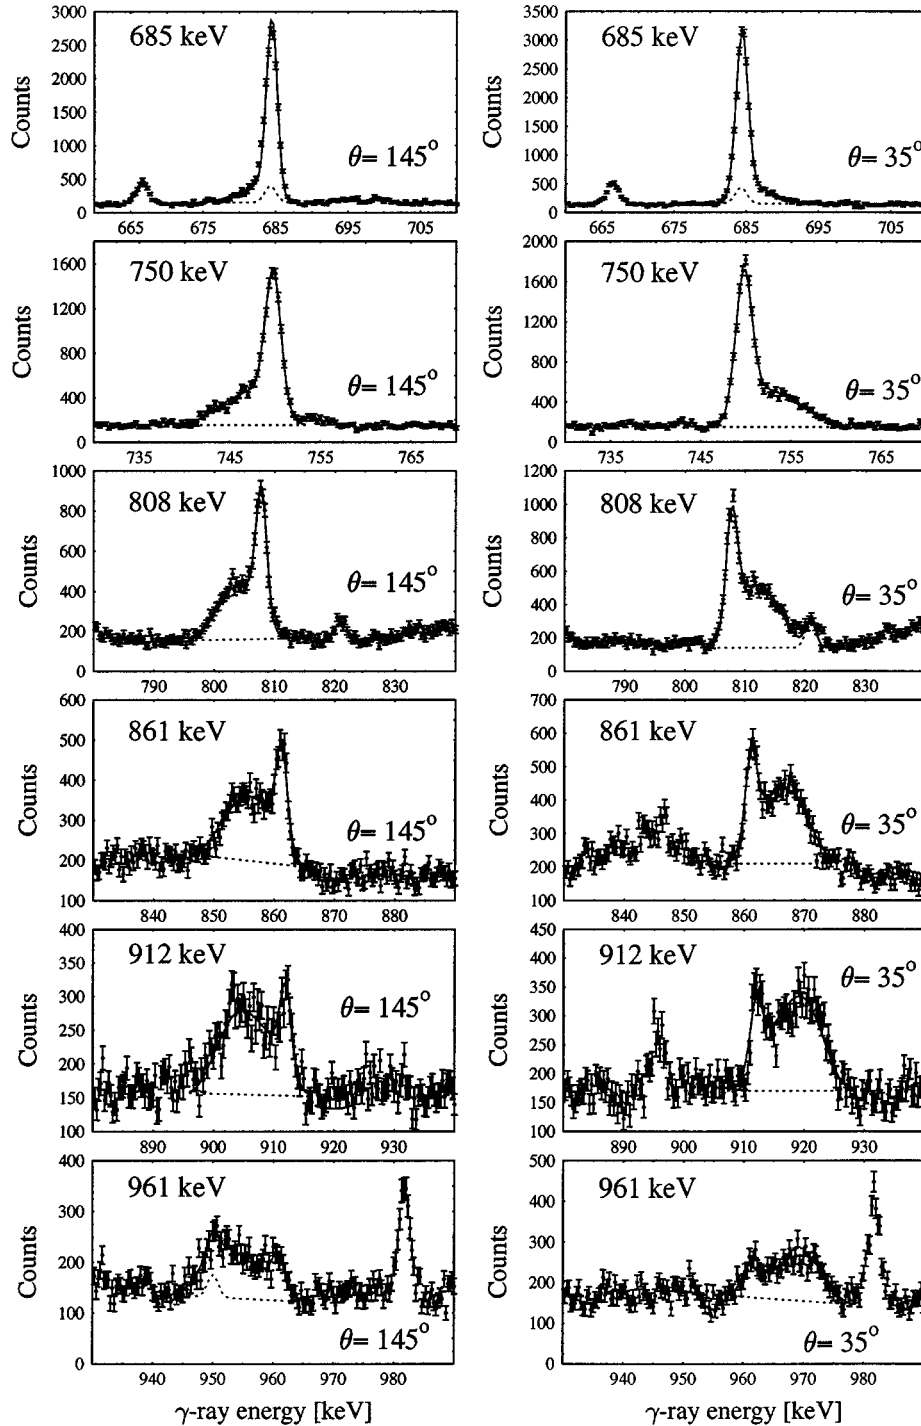 3000
2500
2000
1500
1000
500
0
Counts
685 keV
θ= 145°
665 675 685 695 705
3500
3000
2500
2000
1500
1000
500
0
Counts
685 keV
θ= 35°
665 675 685 695 705
1600
1200
800
400
0
Counts
750 keV
θ= 145°
735 745 755 765
2000
1600
1200
800
400
0
Counts
750 keV
θ= 35°
735 745 755 765
1000
800
600
400
200
0
Counts
808 keV
θ= 145°
790 800 810 820 830
1200
1000
800
600
400
200
0
Counts
808 keV
θ= 35°
790 800 810 820 830
600
500
400
300
200
100
Counts
861 keV
θ= 145°
840 850 860 870 880
700
600
500
400
300
200
100
Counts
861 keV
θ= 35°
840 850 860 870 880
400
350
300
250
200
150
100
Counts
912 keV
θ= 145°
890 900 910 920 930
450
400
350
300
250
200
150
100
Counts
912 keV
θ= 35°
890 900 910 920 930
400
300
200
100
0
Counts
961 keV
θ= 145°
940 950 960 970 980
γ-ray energy [keV]
500
400
300
200
100
0
Counts
961 keV
θ= 35°
940 950 960 970 980
γ-ray energy [keV]